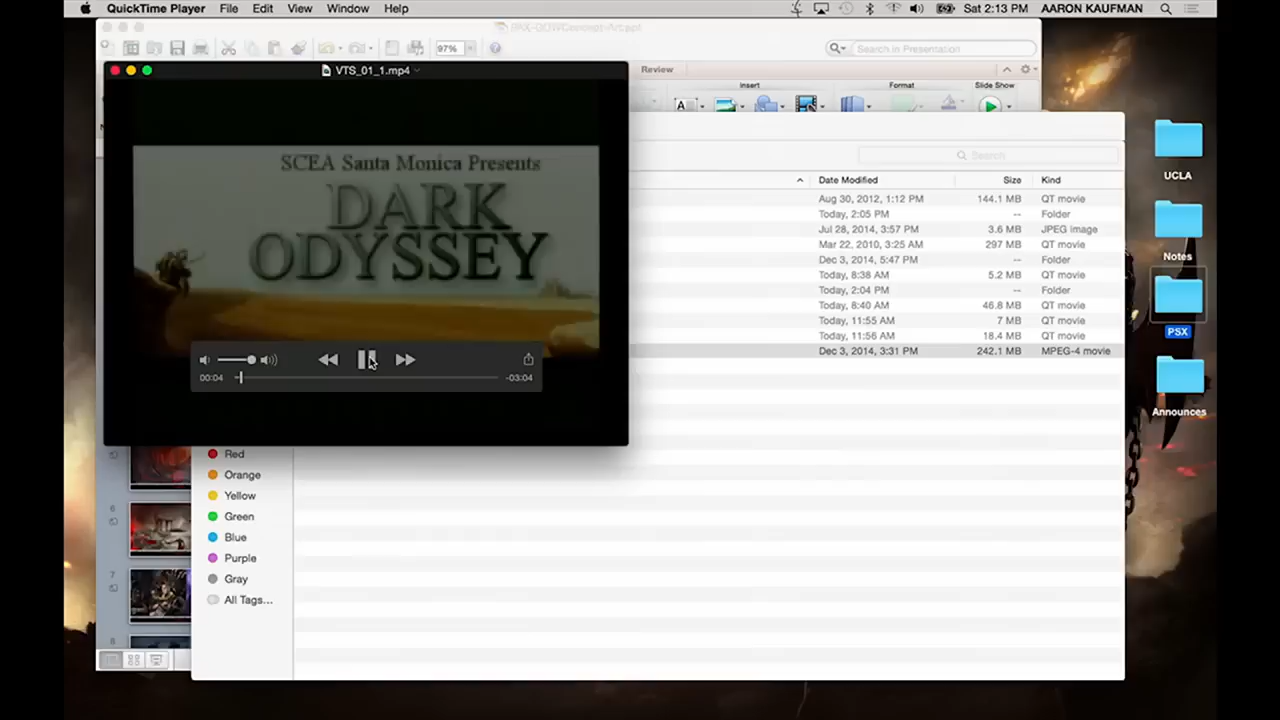 QuickTime Player File Edit View Window Help Sat 2:13 PM AARON KAUFMAN
97% Search in Presentation
VTS_01_1.mp4
Review
Insert Format Slide Show
A
Search
Date Modified Size Kind
Aug 30, 2012, 1:12 PM 144.1 MB QT movie
Today, 2:05 PM -- Folder
Jul 28, 2014, 3:57 PM 3.6 MB JPEG image
Mar 22, 2010, 3:25 AM 297 MB QT movie
Dec 3, 2014, 5:47 PM -- Folder
Today, 8:38 AM 5.2 MB QT movie
Today, 2:04 PM -- Folder
Today, 8:40 AM 46.8 MB QT movie
Today, 11:55 AM 7 MB QT movie
Today, 11:56 AM 18.4 MB QT movie
Dec 3, 2014, 3:31 PM 242.1 MB MPEG-4 movie
SCEA Santa Monica Presents
DARK
ODYSSEY
00:04 -03:04
Red
Orange
Yellow
Green
Blue
Purple
Gray
All Tags...
6
7
8
UCLA
Notes
PSX
Announces